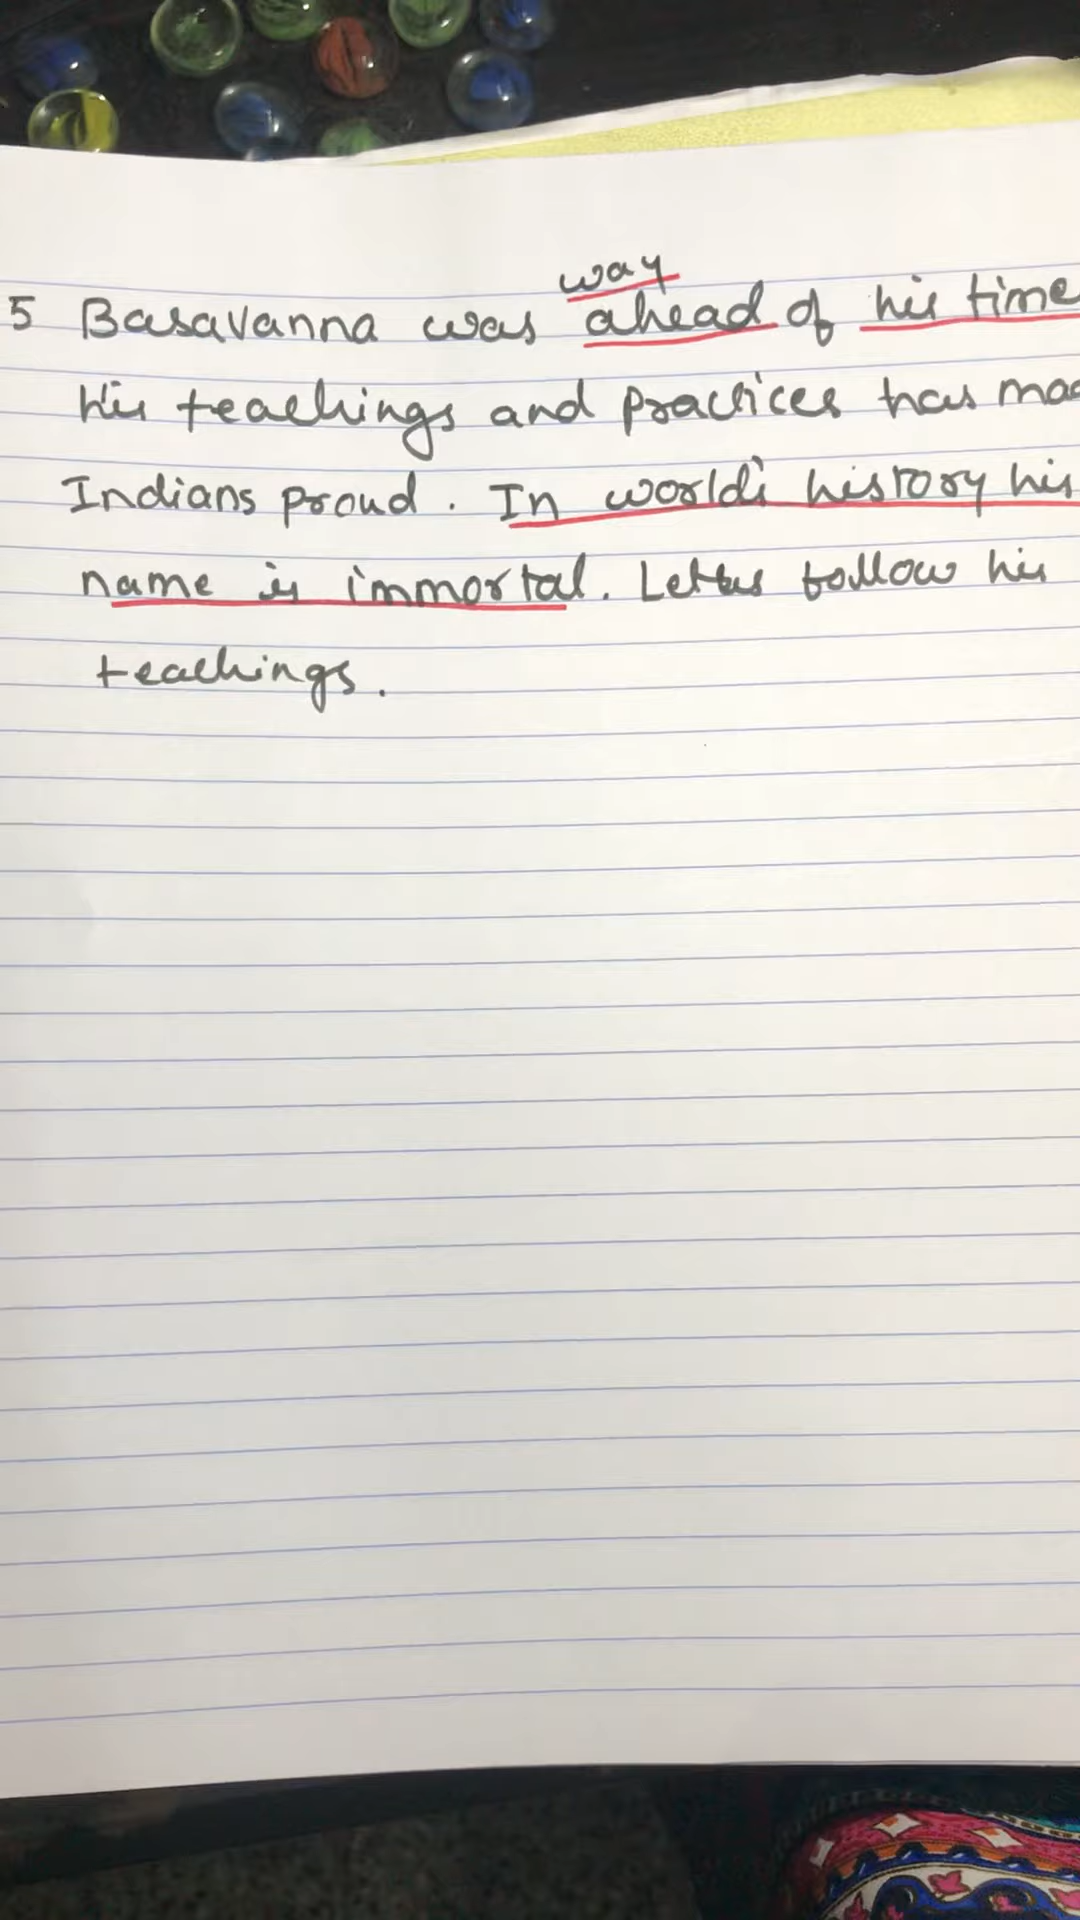 way
5 Basavanna was ahead of his time
his teachings and practices has mad
Indians proud. In world's history his
name is immortal. Let us follow his
teachings.